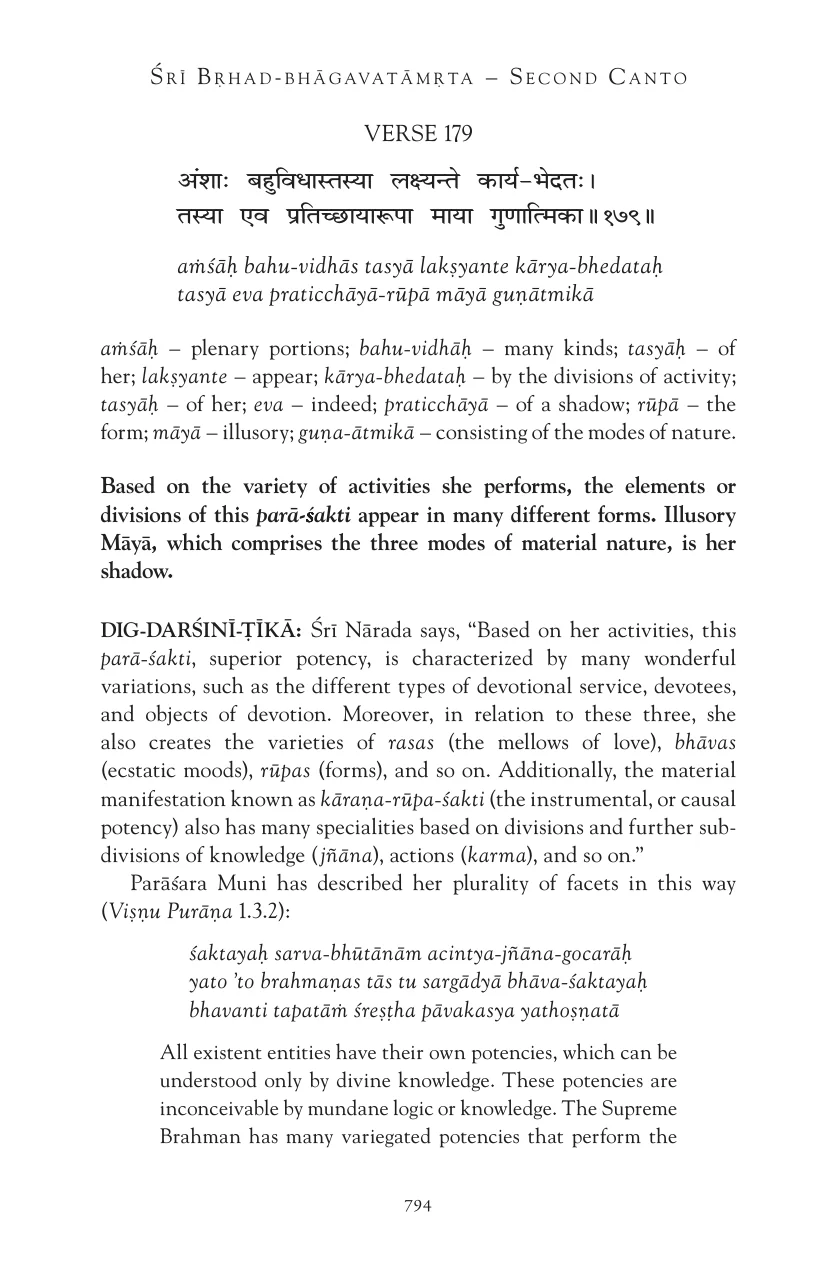 ŚRĪ BṚHAD-BHĀGAVATĀMṚTA – SECOND CANTO
VERSE 179
अंशाः बहुविधास्तस्या लक्ष्यन्ते कार्य-भेदतः।
तस्या एव प्रतिच्छायारूपा माया गुणात्मिका॥१७९॥
aṁśāḥ bahu-vidhās tasyā lakṣyante kārya-bhedataḥ
tasyā eva praticchāyā-rūpā māyā guṇātmikā
aṁśāḥ – plenary portions; bahu-vidhāḥ – many kinds; tasyāḥ – of
her; lakṣyante – appear; kārya-bhedataḥ – by the divisions of activity;
tasyāḥ – of her; eva – indeed; praticchāyā – of a shadow; rūpā – the
form; māyā – illusory; guṇa-ātmikā – consisting of the modes of nature.
Based on the variety of activities she performs, the elements or
divisions of this parā-śakti appear in many different forms. Illusory
Māyā, which comprises the three modes of material nature, is her
shadow.
DIG-DARŚINĪ-ṬĪKĀ: Śrī Nārada says, “Based on her activities, this
parā-śakti, superior potency, is characterized by many wonderful
variations, such as the different types of devotional service, devotees,
and objects of devotion. Moreover, in relation to these three, she
also creates the varieties of rasas (the mellows of love), bhāvas
(ecstatic moods), rūpas (forms), and so on. Additionally, the material
manifestation known as kāraṇa-rūpa-śakti (the instrumental, or causal
potency) also has many specialities based on divisions and further sub-
divisions of knowledge (jñāna), actions (karma), and so on.”
Parāśara Muni has described her plurality of facets in this way
(Viṣṇu Purāṇa 1.3.2):
śaktayaḥ sarva-bhūtānām acintya-jñāna-gocarāḥ
yato ’to brahmaṇas tās tu sargādyā bhāva-śaktayaḥ
bhavanti tapatāṁ śreṣṭha pāvakasya yathoṣṇatā
All existent entities have their own potencies, which can be
understood only by divine knowledge. These potencies are
inconceivable by mundane logic or knowledge. The Supreme
Brahman has many variegated potencies that perform the
794